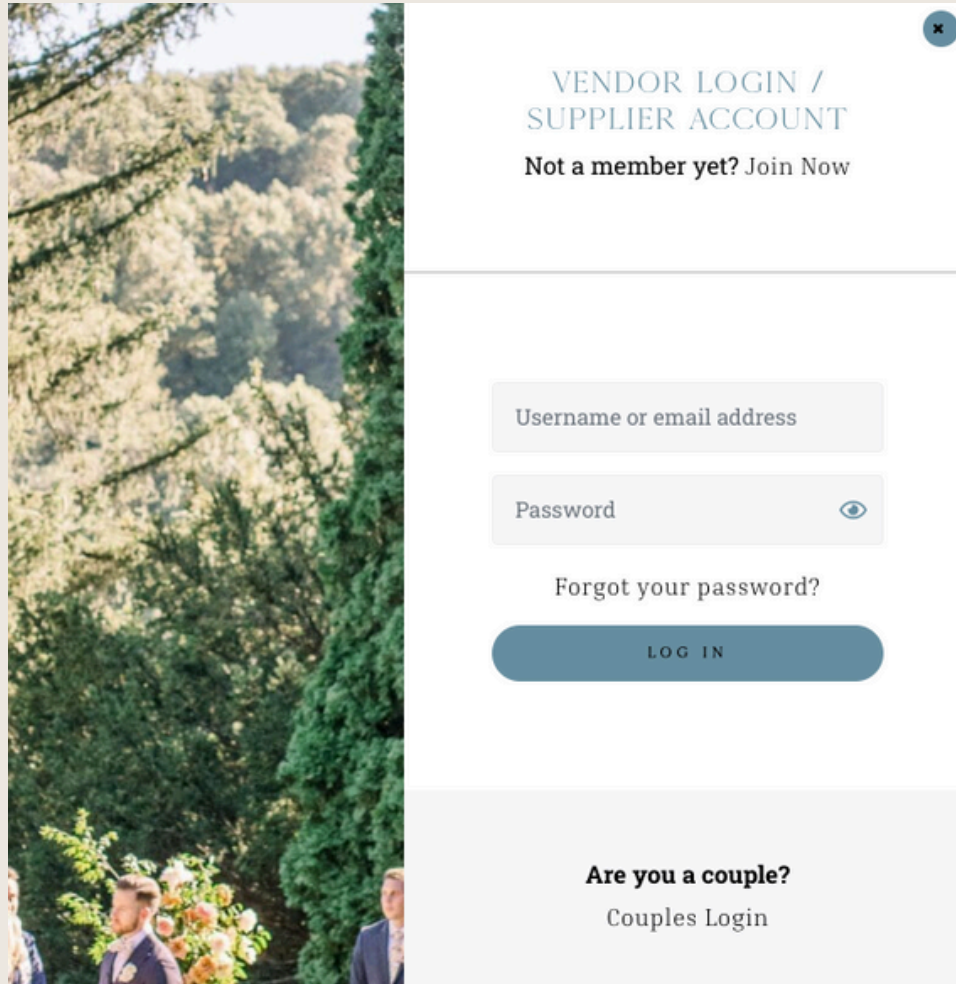 VENDOR LOGIN /
SUPPLIER ACCOUNT
Not a member yet? Join Now
Username or email address
Password
Forgot your password?
LOG IN
Are you a couple?
Couples Login